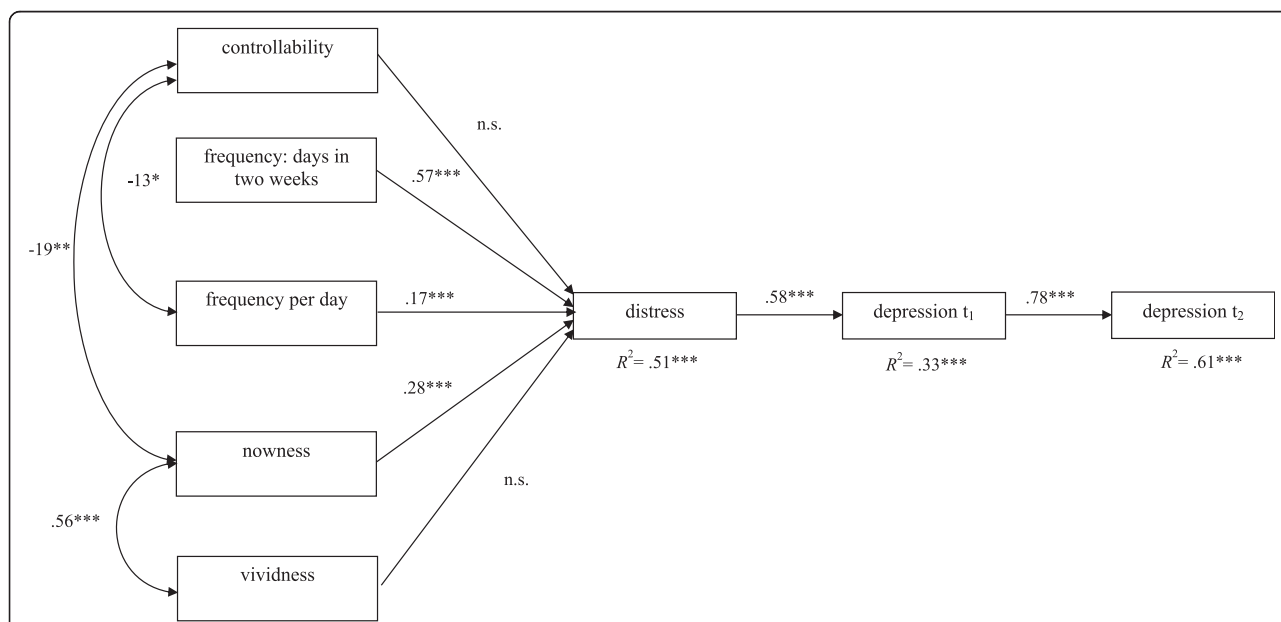 controllability
n.s.
frequency: days in
two weeks
.57***
-13*
-19**
frequency per day
.17***
distress
.58***
depression t₁
.78***
depression t₂
R²= .51***
R²= .33***
R²= .61***
.28***
nowness
n.s.
.56***
vividness